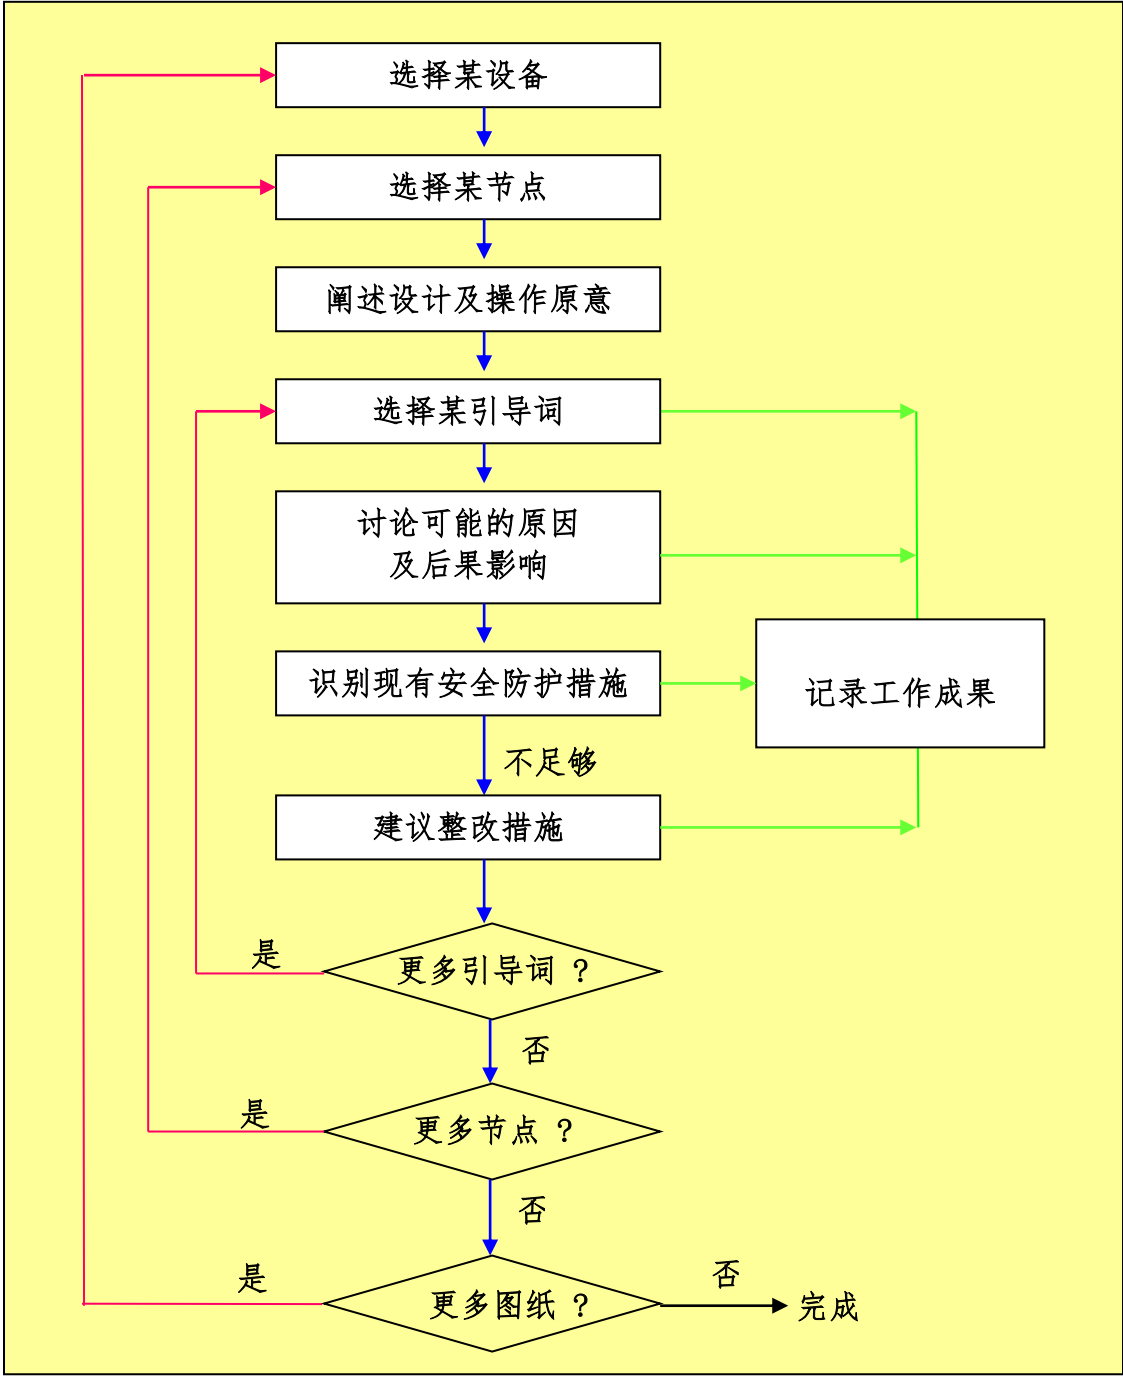 选择某设备
选择某节点
阐述设计及操作原意
选择某引导词
讨论可能的原因
及后果影响
识别现有安全防护措施
记录工作成果
不足够
建议整改措施
是
更多引导词 ?
否
是
更多节点 ?
否
是
更多图纸 ?
否
完成